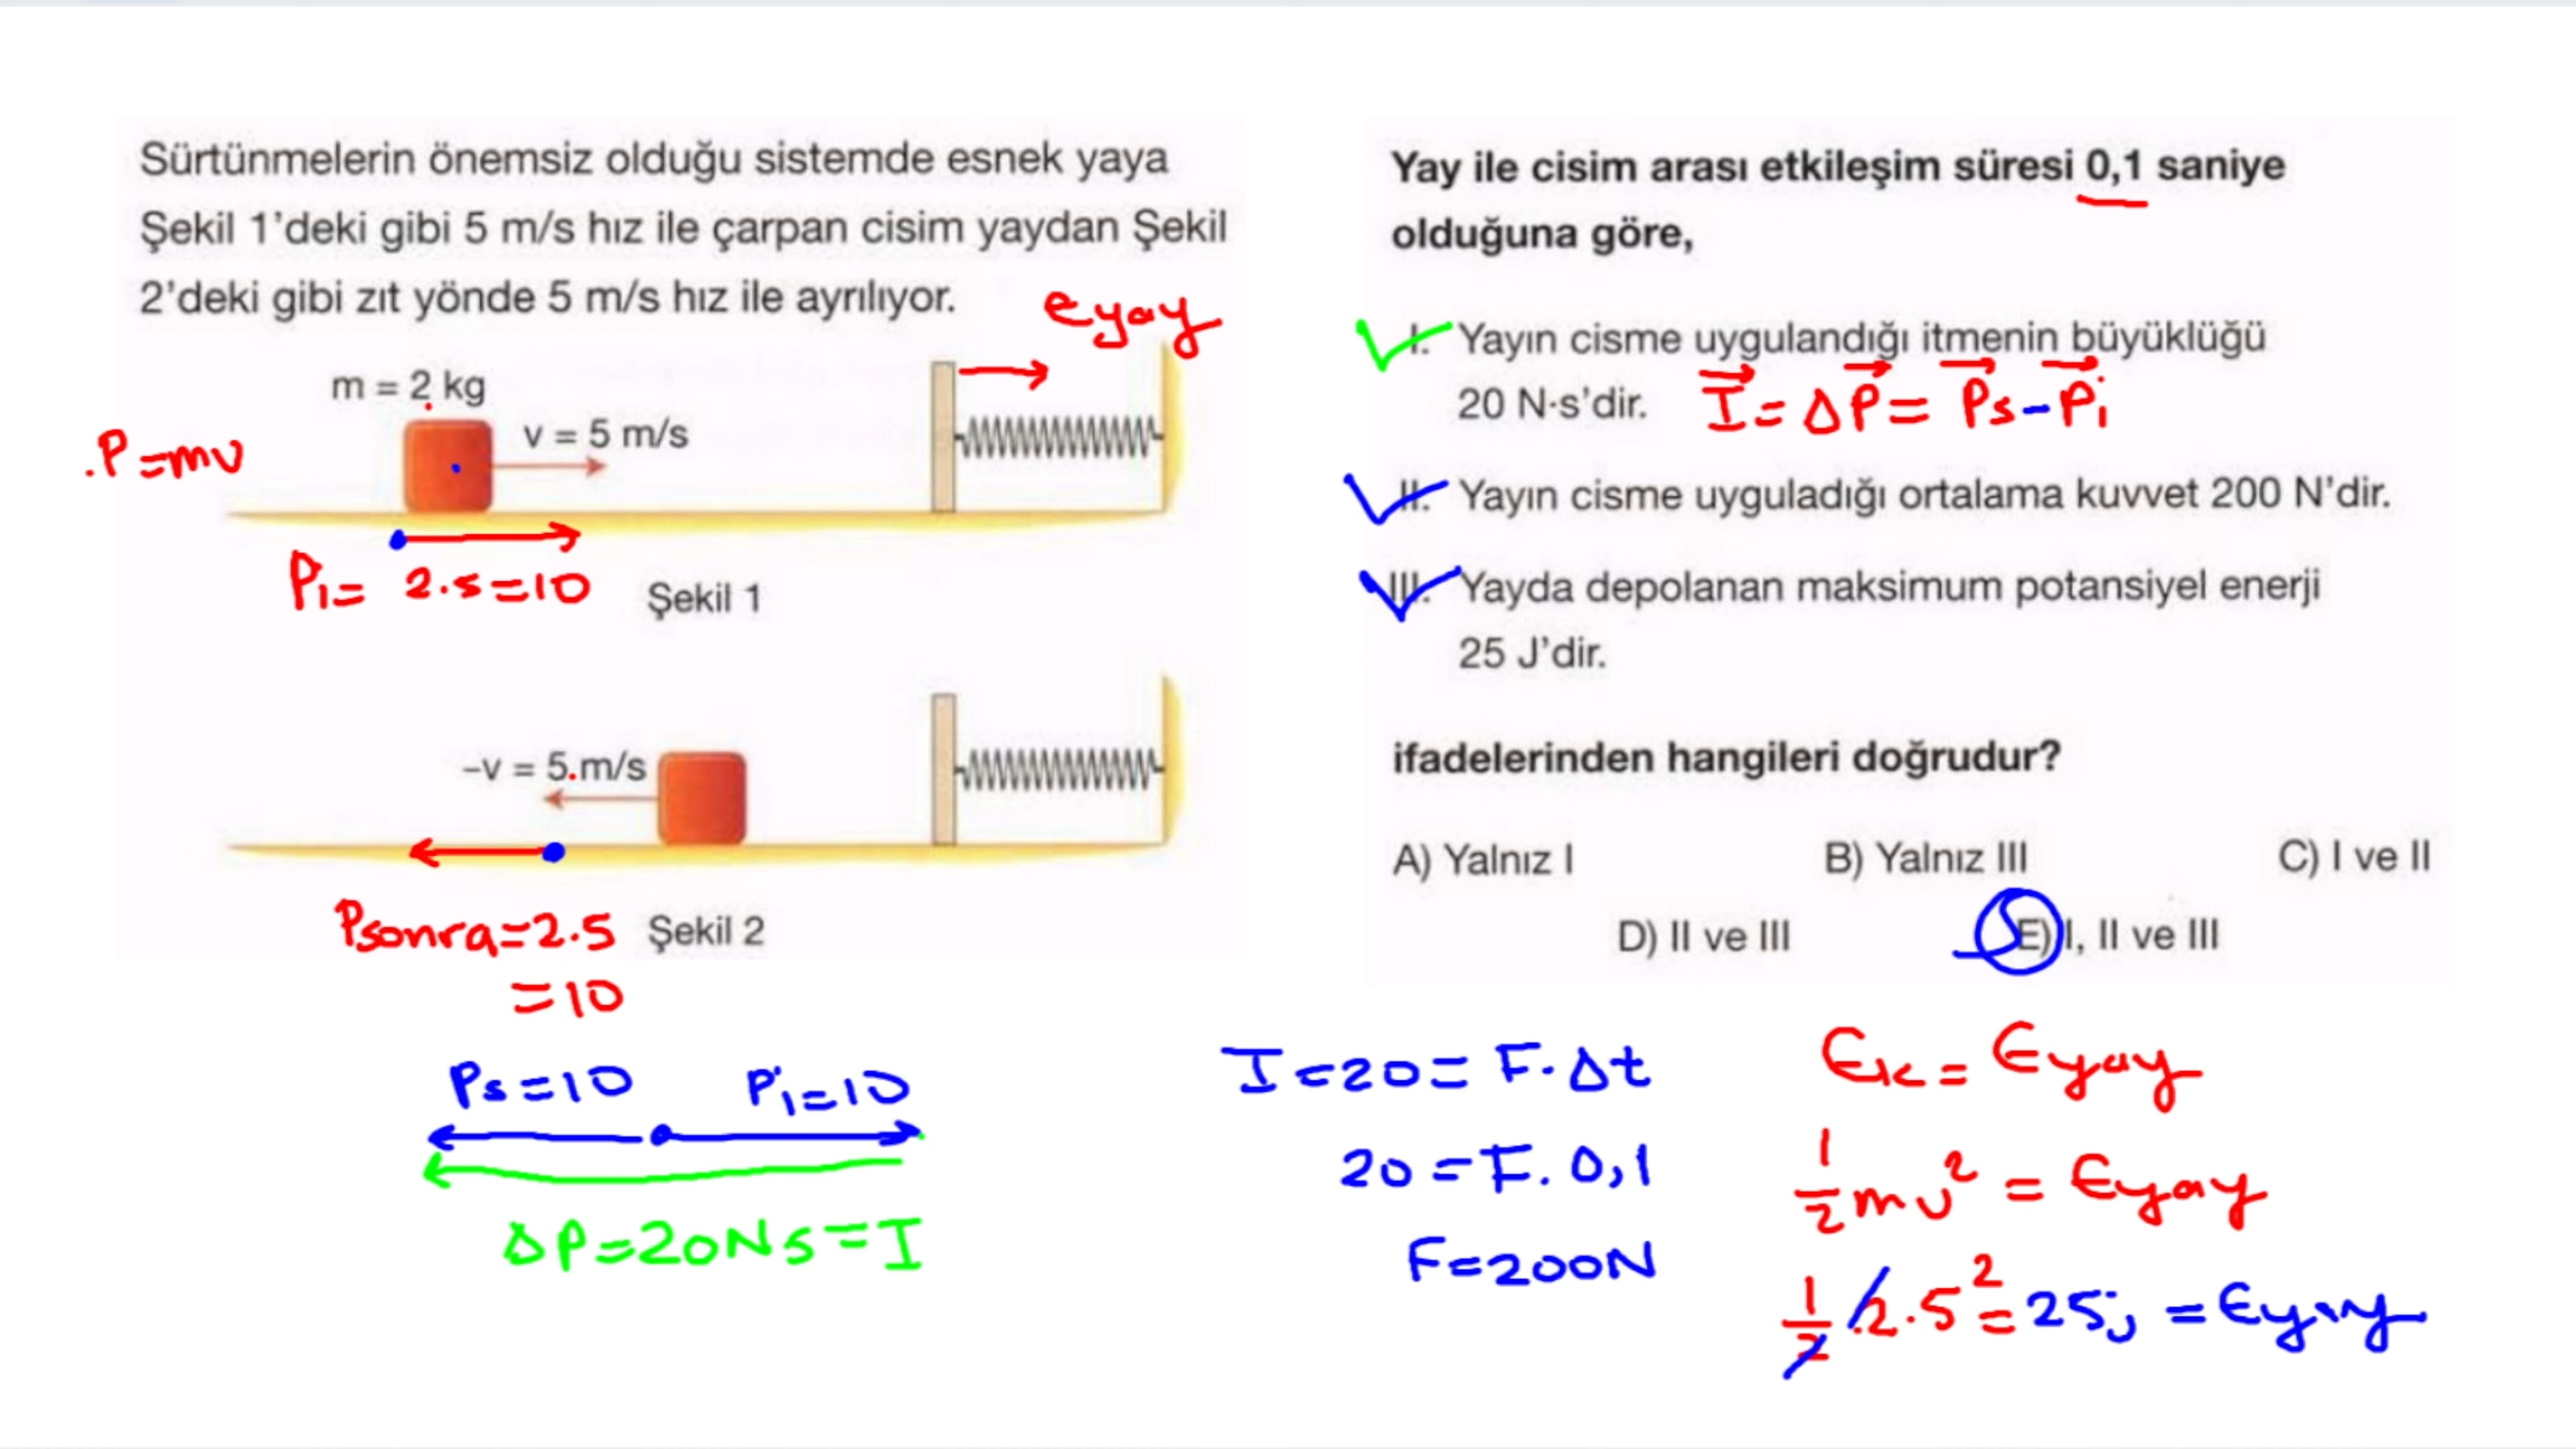 Sürtünmelerin önemsiz olduğu sistemde esnek yaya
Şekil 1'deki gibi 5 m/s hız ile çarpan cisim yaydan Şekil
2'deki gibi zıt yönde 5 m/s hız ile ayrılıyor.
eyay
m = 2 kg
v = 5 m/s
.P=mv
Pi= 2.5=10
Şekil 1
-v = 5 m/s
Psonra=2.5
=10
Şekil 2
Ps=10
Pi=10
ΔP=20Ns=I
Yay ile cisim arası etkileşim süresi 0,1 saniye
olduğuna göre,
I. Yayın cisme uygulandığı itmenin büyüklüğü
20 N·s'dir.
I=ΔP=Ps-Pi
II. Yayın cisme uyguladığı ortalama kuvvet 200 N'dir.
III. Yayda depolanan maksimum potansiyel enerji
25 J'dir.
ifadelerinden hangileri doğrudur?
A) Yalnız I
B) Yalnız III
C) I ve II
D) II ve III
E) I, II ve III
I=20=F.Δt
20=F.0,1
F=200N
Ek=Eyay
1/2mv²=Eyay
1/2.2.5²=25j=Eyay